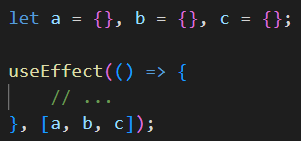 let a = {}, b = {}, c = {};
useEffect(() => {
// ...
}, [a, b, c]);